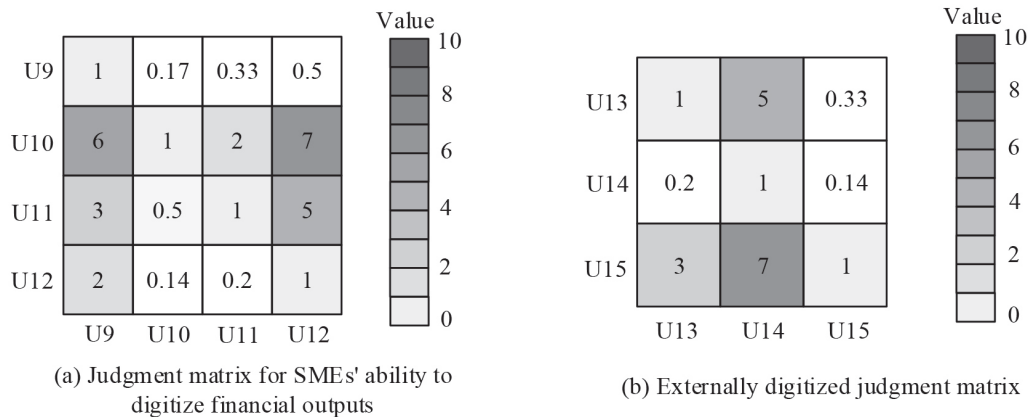 Value
10
8
6
4
2
0
U9 1 0.17 0.33 0.5
U10 6 1 2 7
U11 3 0.5 1 5
U12 2 0.14 0.2 1
U9 U10 U11 U12
(a) Judgment matrix for SMEs' ability to
digitize financial outputs
Value
10
8
6
4
2
0
U13 1 5 0.33
U14 0.2 1 0.14
U15 3 7 1
U13 U14 U15
(b) Externally digitized judgment matrix